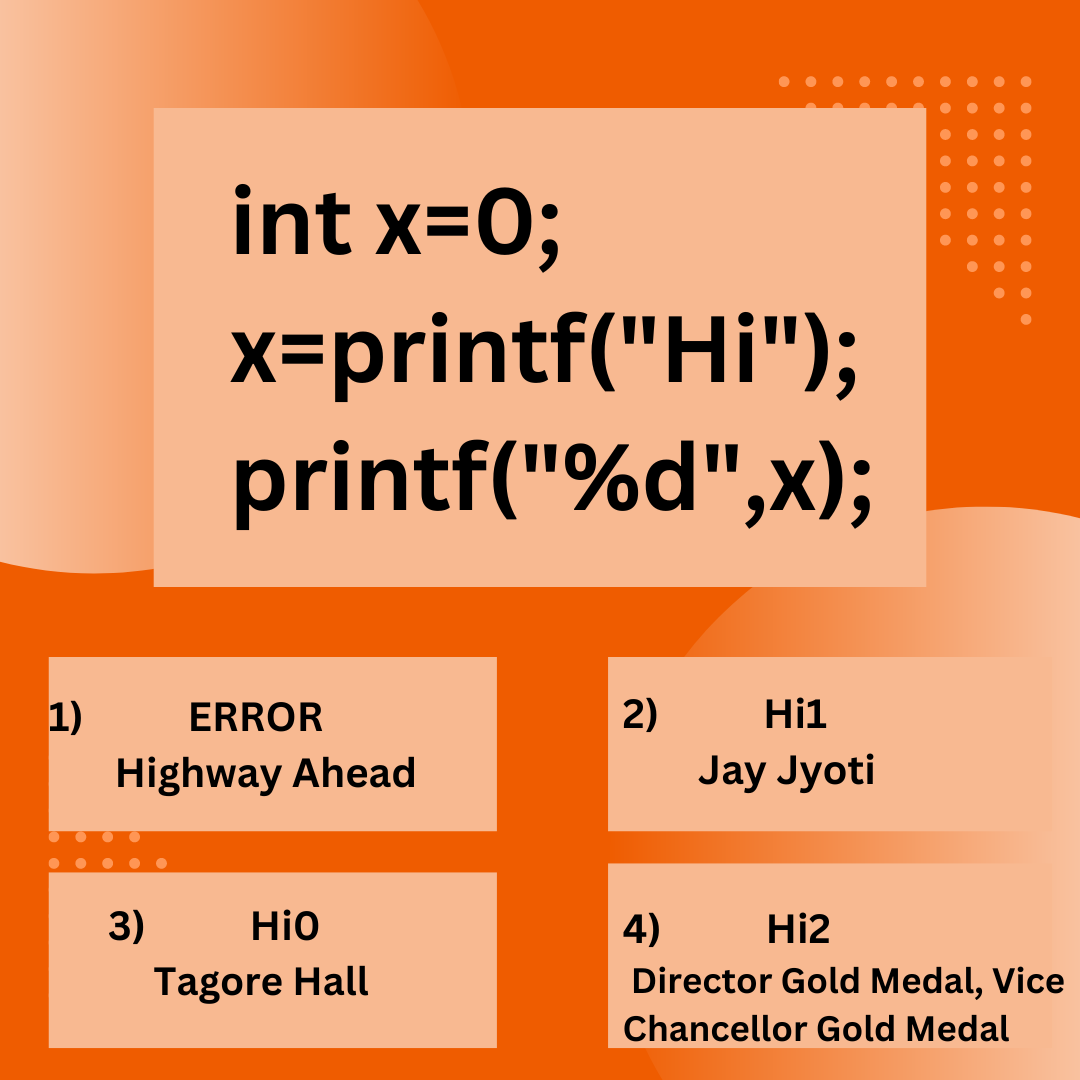 int x=0;
x=printf("Hi");
printf("%d",x);
1) ERROR
Highway Ahead
2) Hi1
Jay Jyoti
3) Hi0
Tagore Hall
4) Hi2
Director Gold Medal, Vice
Chancellor Gold Medal